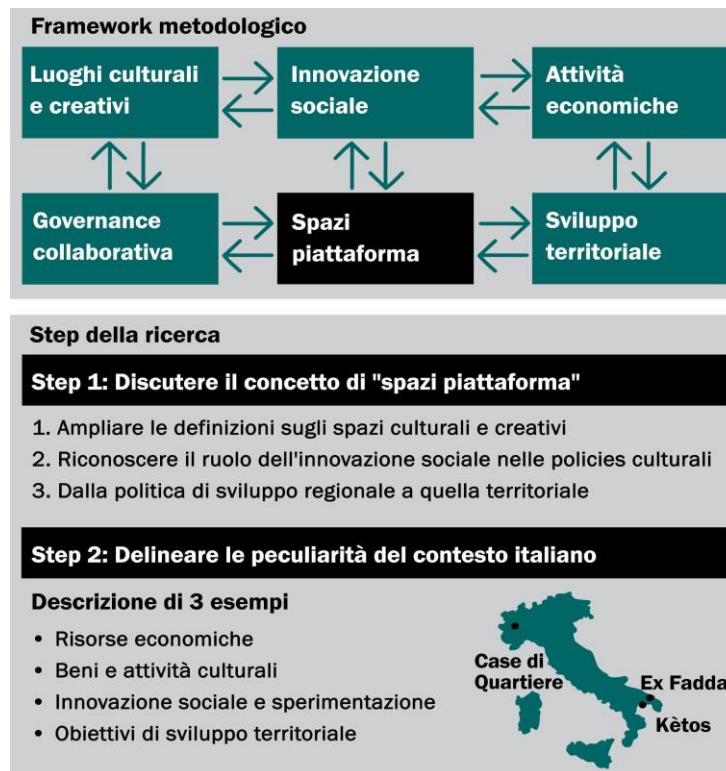 Framework metodologico
Luoghi culturali
e creativi
Innovazione
sociale
Attività
economiche
Governance
collaborativa
Spazi
piattaforma
Sviluppo
territoriale
Step della ricerca
Step 1: Discutere il concetto di "spazi piattaforma"
1. Ampliare le definizioni sugli spazi culturali e creativi
2. Riconoscere il ruolo dell'innovazione sociale nelle policies culturali
3. Dalla politica di sviluppo regionale a quella territoriale
Step 2: Delineare le peculiarità del contesto italiano
Descrizione di 3 esempi
• Risorse economiche
• Beni e attività culturali
• Innovazione sociale e sperimentazione
• Obiettivi di sviluppo territoriale
Case di
Quartiere
Ex Fadda
Kètos